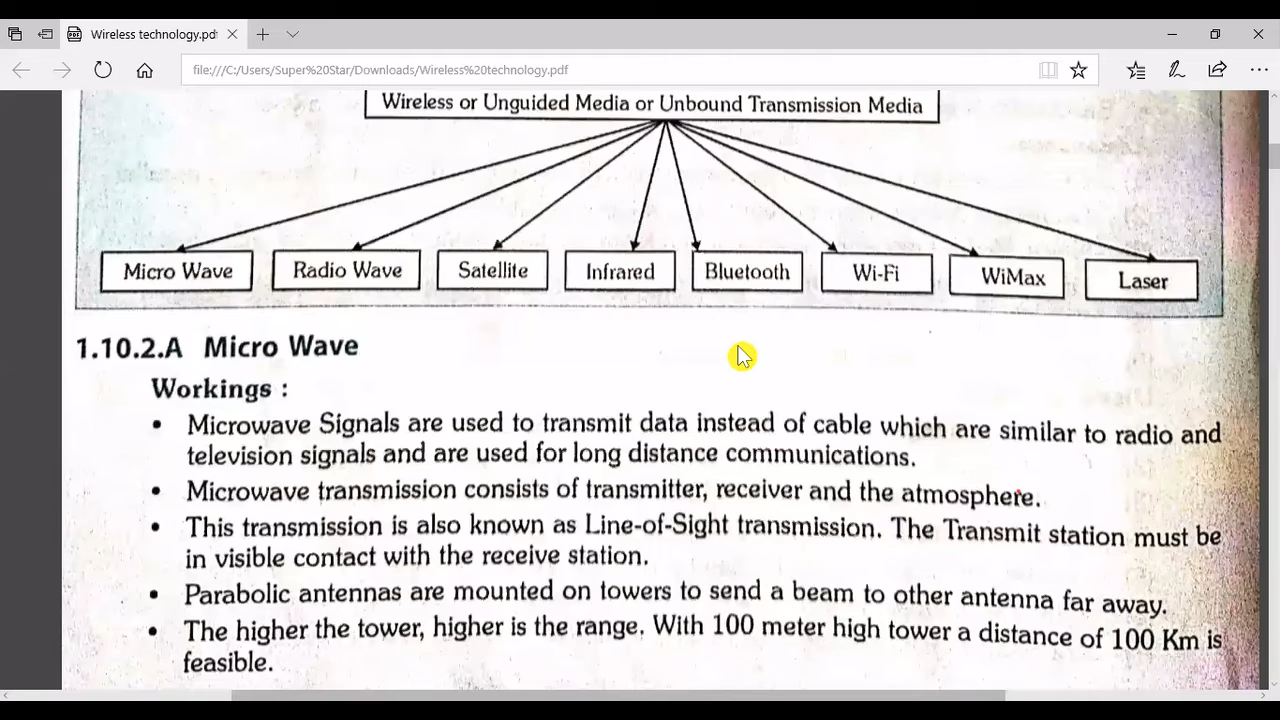 Wireless technology.pdf
file:///C:/Users/Super%20Star/Downloads/Wireless%20technology.pdf
Wireless or Unguided Media or Unbound Transmission Media
Micro Wave
Radio Wave
Satellite
Infrared
Bluetooth
Wi-Fi
WiMax
Laser
1.10.2.A Micro Wave
Workings :
• Microwave Signals are used to transmit data instead of cable which are similar to radio and
television signals and are used for long distance communications.
• Microwave transmission consists of transmitter, receiver and the atmosphere.
• This transmission is also known as Line-of-Sight transmission. The Transmit station must be
in visible contact with the receive station.
• Parabolic antennas are mounted on towers to send a beam to other antenna far away.
• The higher the tower, higher is the range. With 100 meter high tower a distance of 100 Km is
feasible.